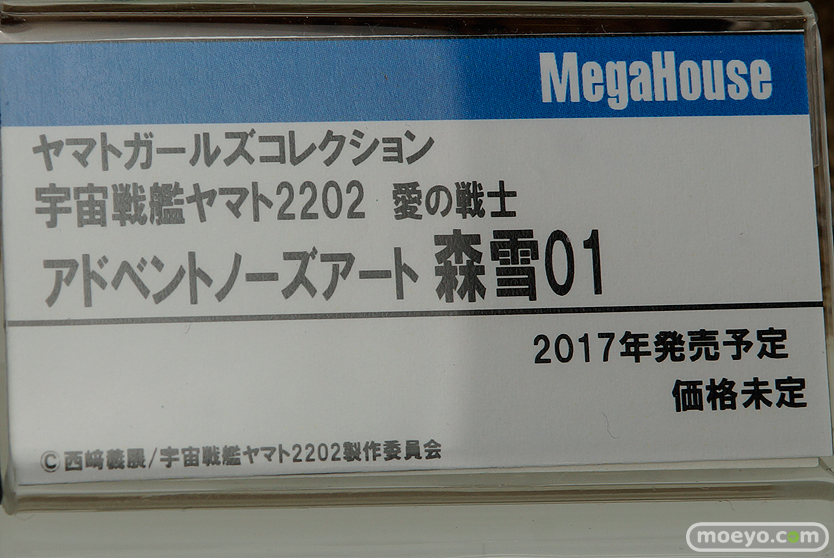 MegaHouse
ヤマトガールズコレクション
宇宙戦艦ヤマト2202 愛の戦士
アドベントノーズアート 森雪01
2017年発売予定
価格未定
©西﨑義展/宇宙戦艦ヤマト2202製作委員会
moeyo.com